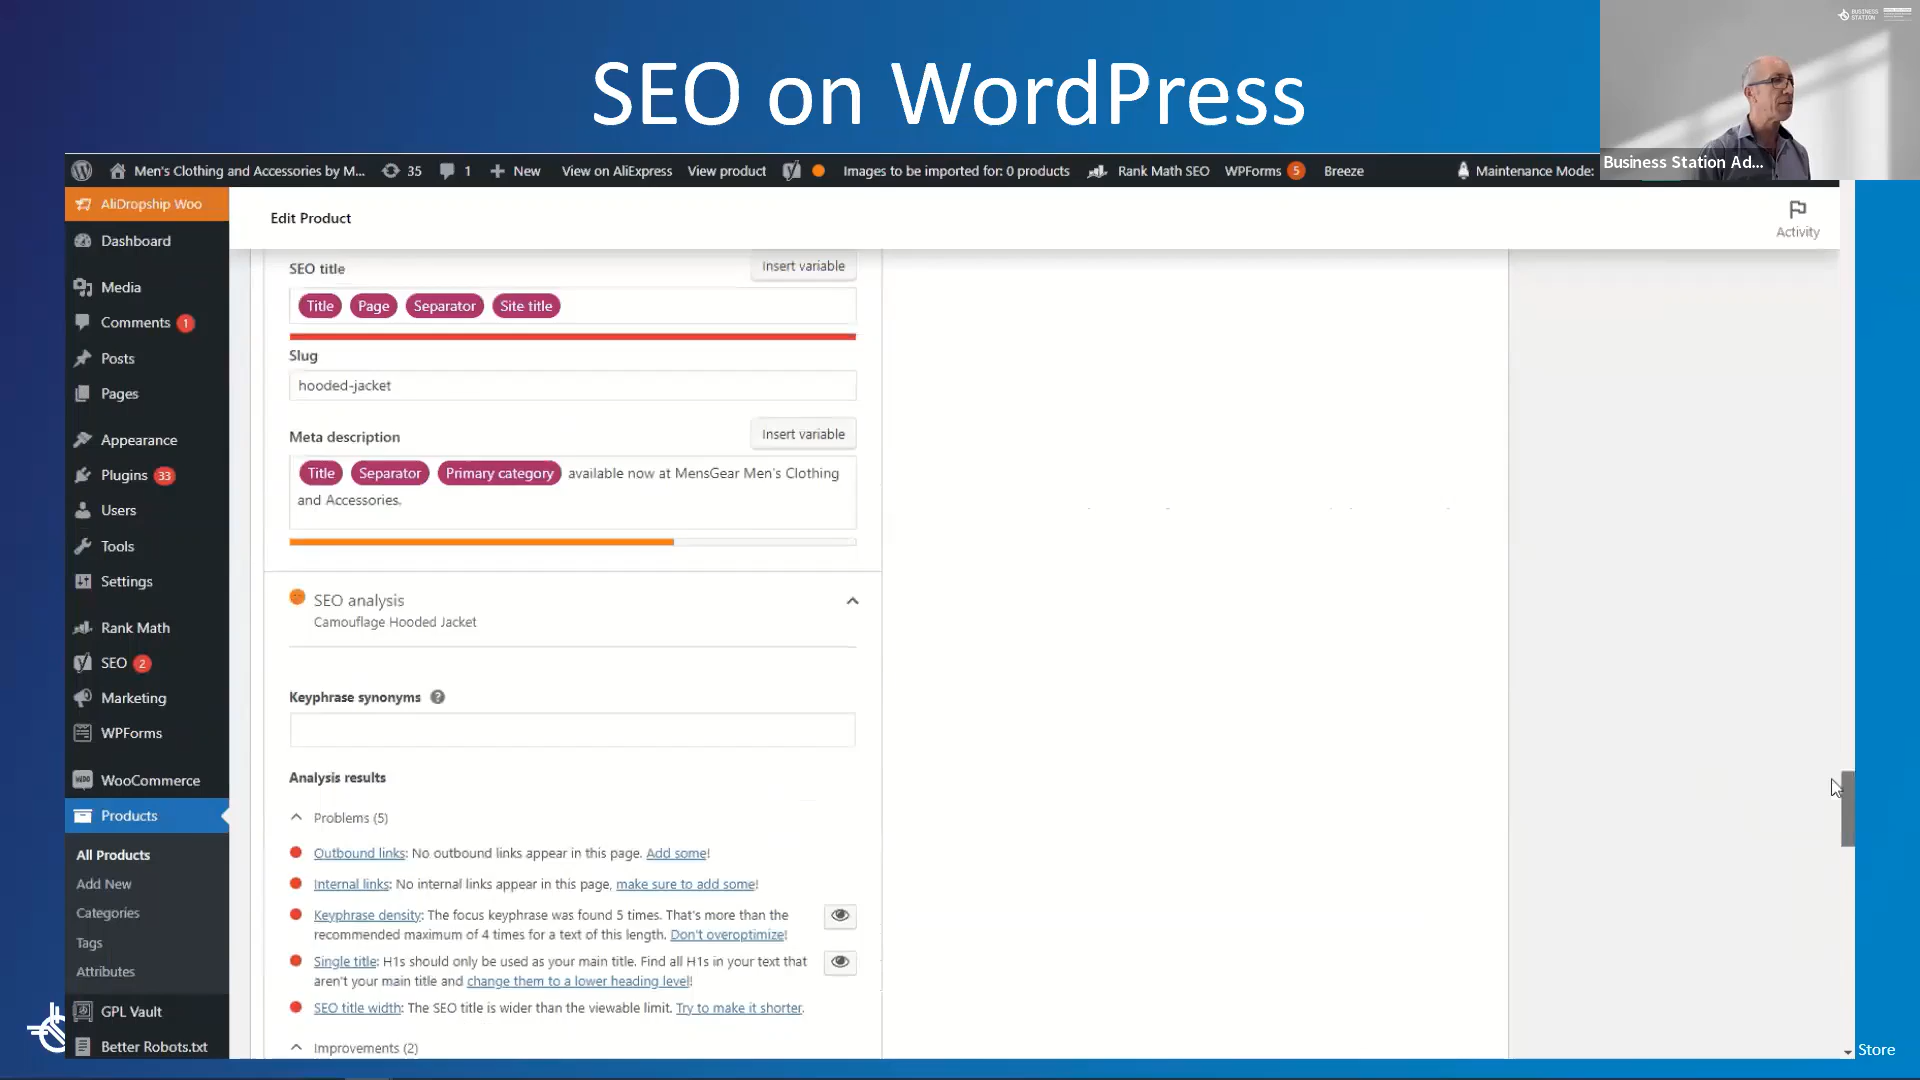 SEO on WordPress
BUSINESS
STATION
Business Station Ad...
Men's Clothing and Accessories by M...
35
1
New
View on AliExpress
View product
Images to be imported for: 0 products
Rank Math SEO
WPForms 5
Breeze
Maintenance Mode:
AliDropship Woo
Dashboard
Media
Comments 1
Posts
Pages
Appearance
Plugins 33
Users
Tools
Settings
Rank Math
SEO 2
Marketing
WPForms
WooCommerce
Products
All Products
Add New
Categories
Tags
Attributes
GPL Vault
Better Robots.txt
Edit Product
Activity
SEO title
Insert variable
Title Page Separator Site title
Slug
hooded-jacket
Meta description
Insert variable
Title Separator Primary category available now at MensGear Men's Clothing
and Accessories.
SEO analysis
Camouflage Hooded Jacket
Keyphrase synonyms ?
Analysis results
Problems (5)
Outbound links: No outbound links appear in this page. Add some!
Internal links: No internal links appear in this page, make sure to add some!
Keyphrase density: The focus keyphrase was found 5 times. That's more than the
recommended maximum of 4 times for a text of this length. Don't overoptimize!
Single title: H1s should only be used as your main title. Find all H1s in your text that
aren't your main title and change them to a lower heading level!
SEO title width: The SEO title is wider than the viewable limit. Try to make it shorter.
Improvements (2)
Store